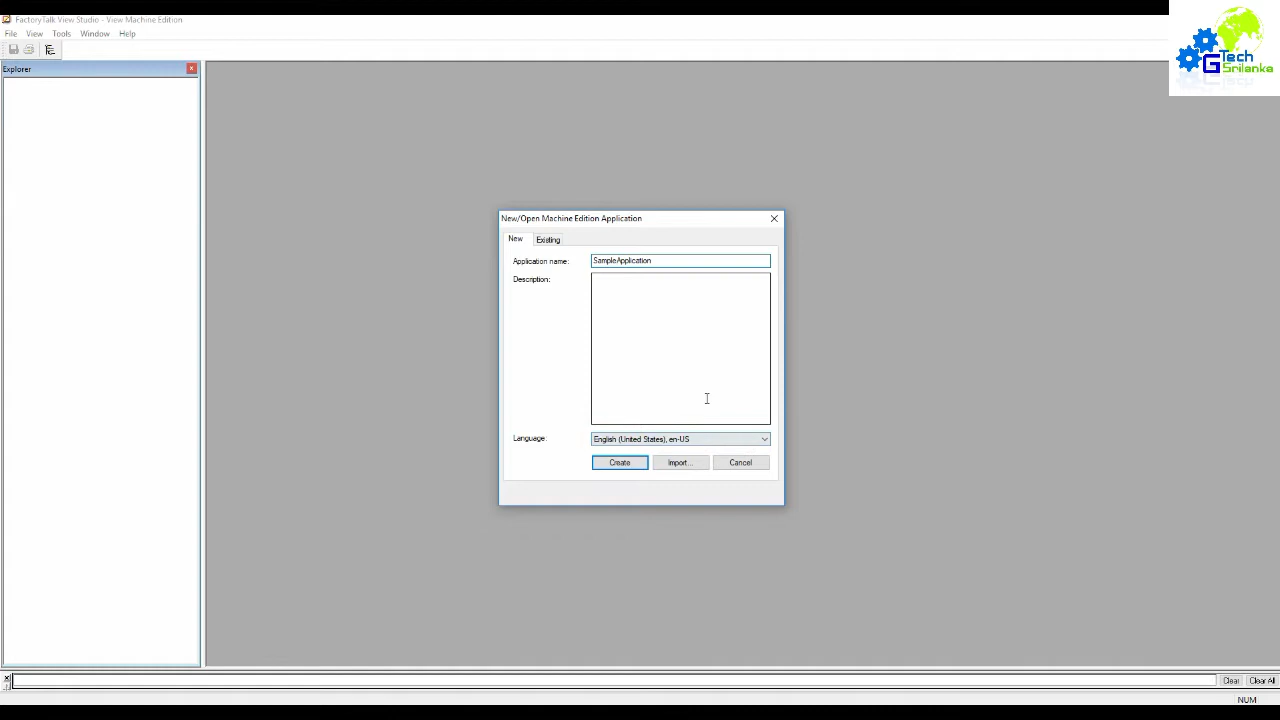 FactoryTalk View Studio - View Machine Edition
File View Tools Window Help
G Tech
Srilanka
Explorer
New/Open Machine Edition Application
New Existing
Application name: SampleApplication
Description:
Language: English (United States), en-US
Create Import... Cancel
Clear Clear All
NUM